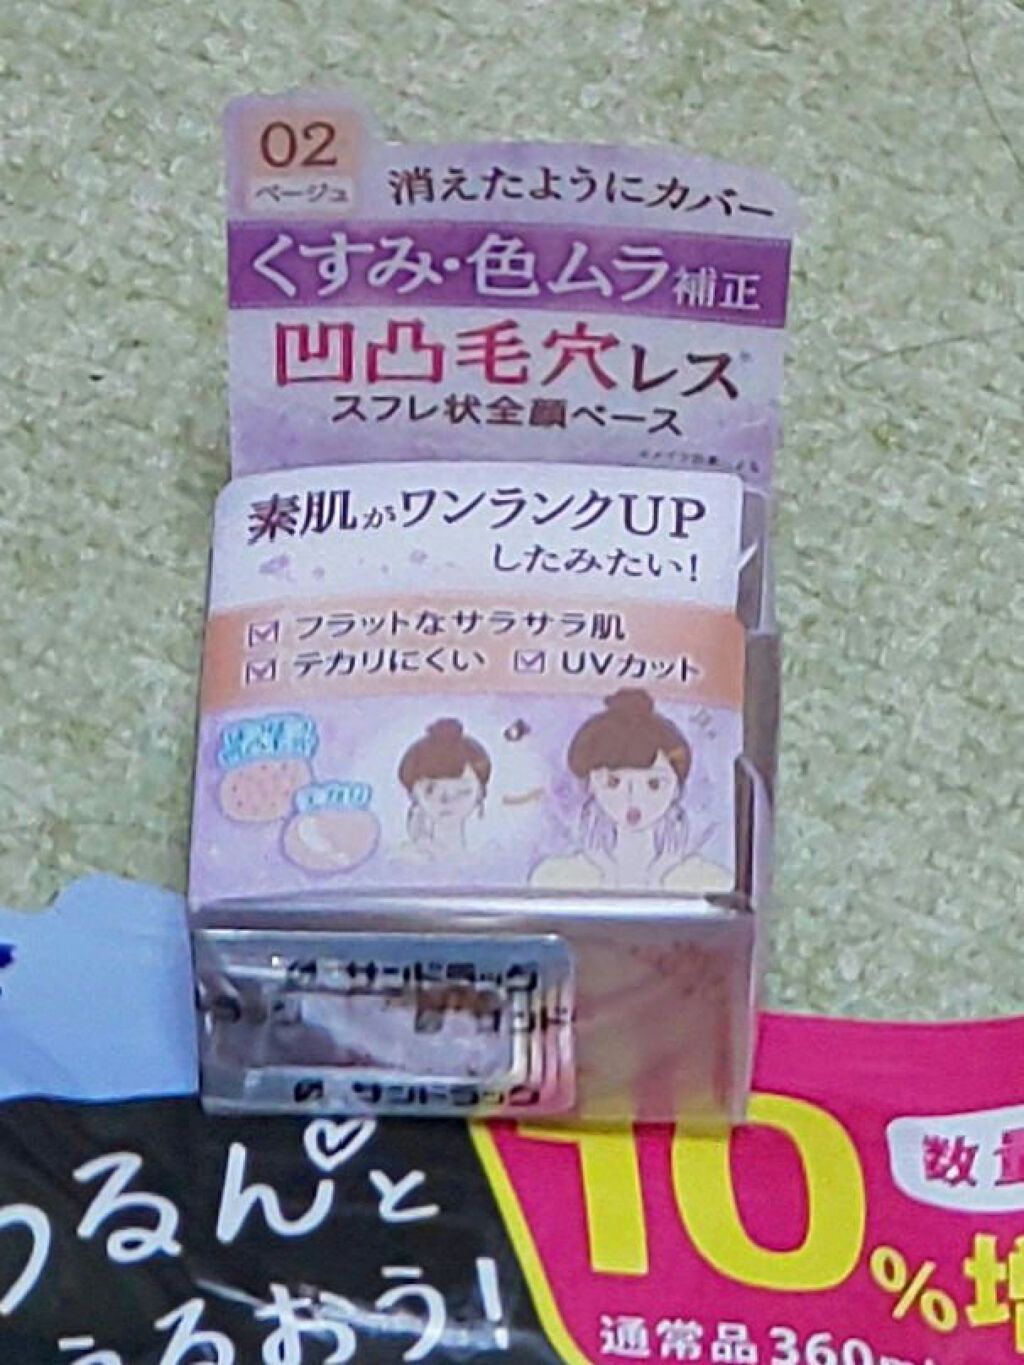 02
ベージュ
消えたようにカバー
くすみ・色ムラ補正
凹凸毛穴レス
スフレ状全顔ベース
素肌がワンランクUP
したみたい!
フラットなサラサラ肌
テカリにくい UVカット
サンドラッグ
サンドラッグ
るんと
うるおう!
10%増
数量
通常品360m